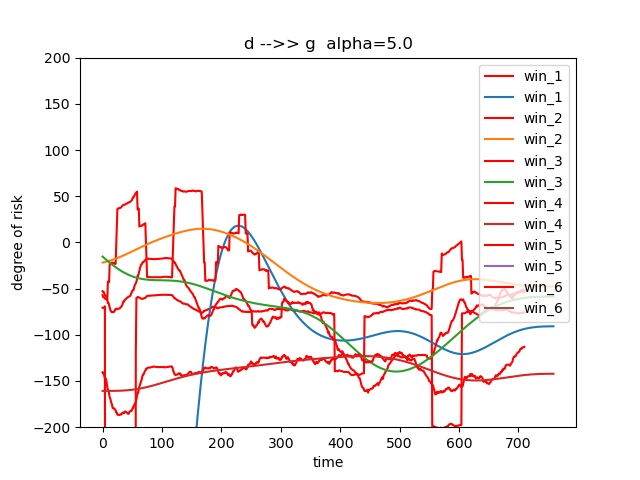 d -->> g  alpha=5.0
degree of risk
200
150
100
50
0
−50
−100
−150
−200
0
100
200
300
400
500
600
700
time
win_1
win_1
win_2
win_2
win_3
win_3
win_4
win_4
win_5
win_5
win_6
win_6